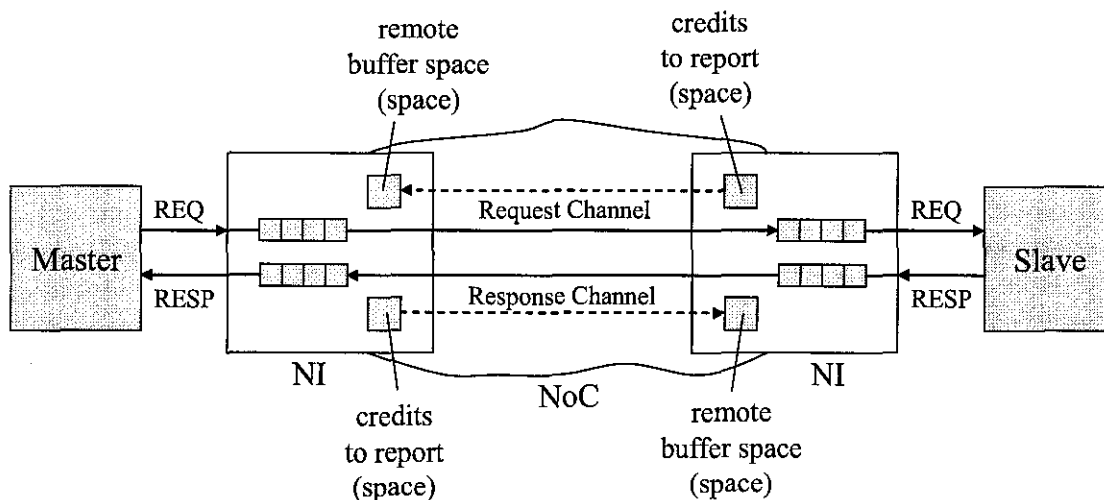 remote
buffer space
(space)
credits
to report
(space)
REQ
Request Channel
REQ
Master
Slave
RESP
Response Channel
RESP
NI
NoC
NI
credits
to report
(space)
remote
buffer space
(space)